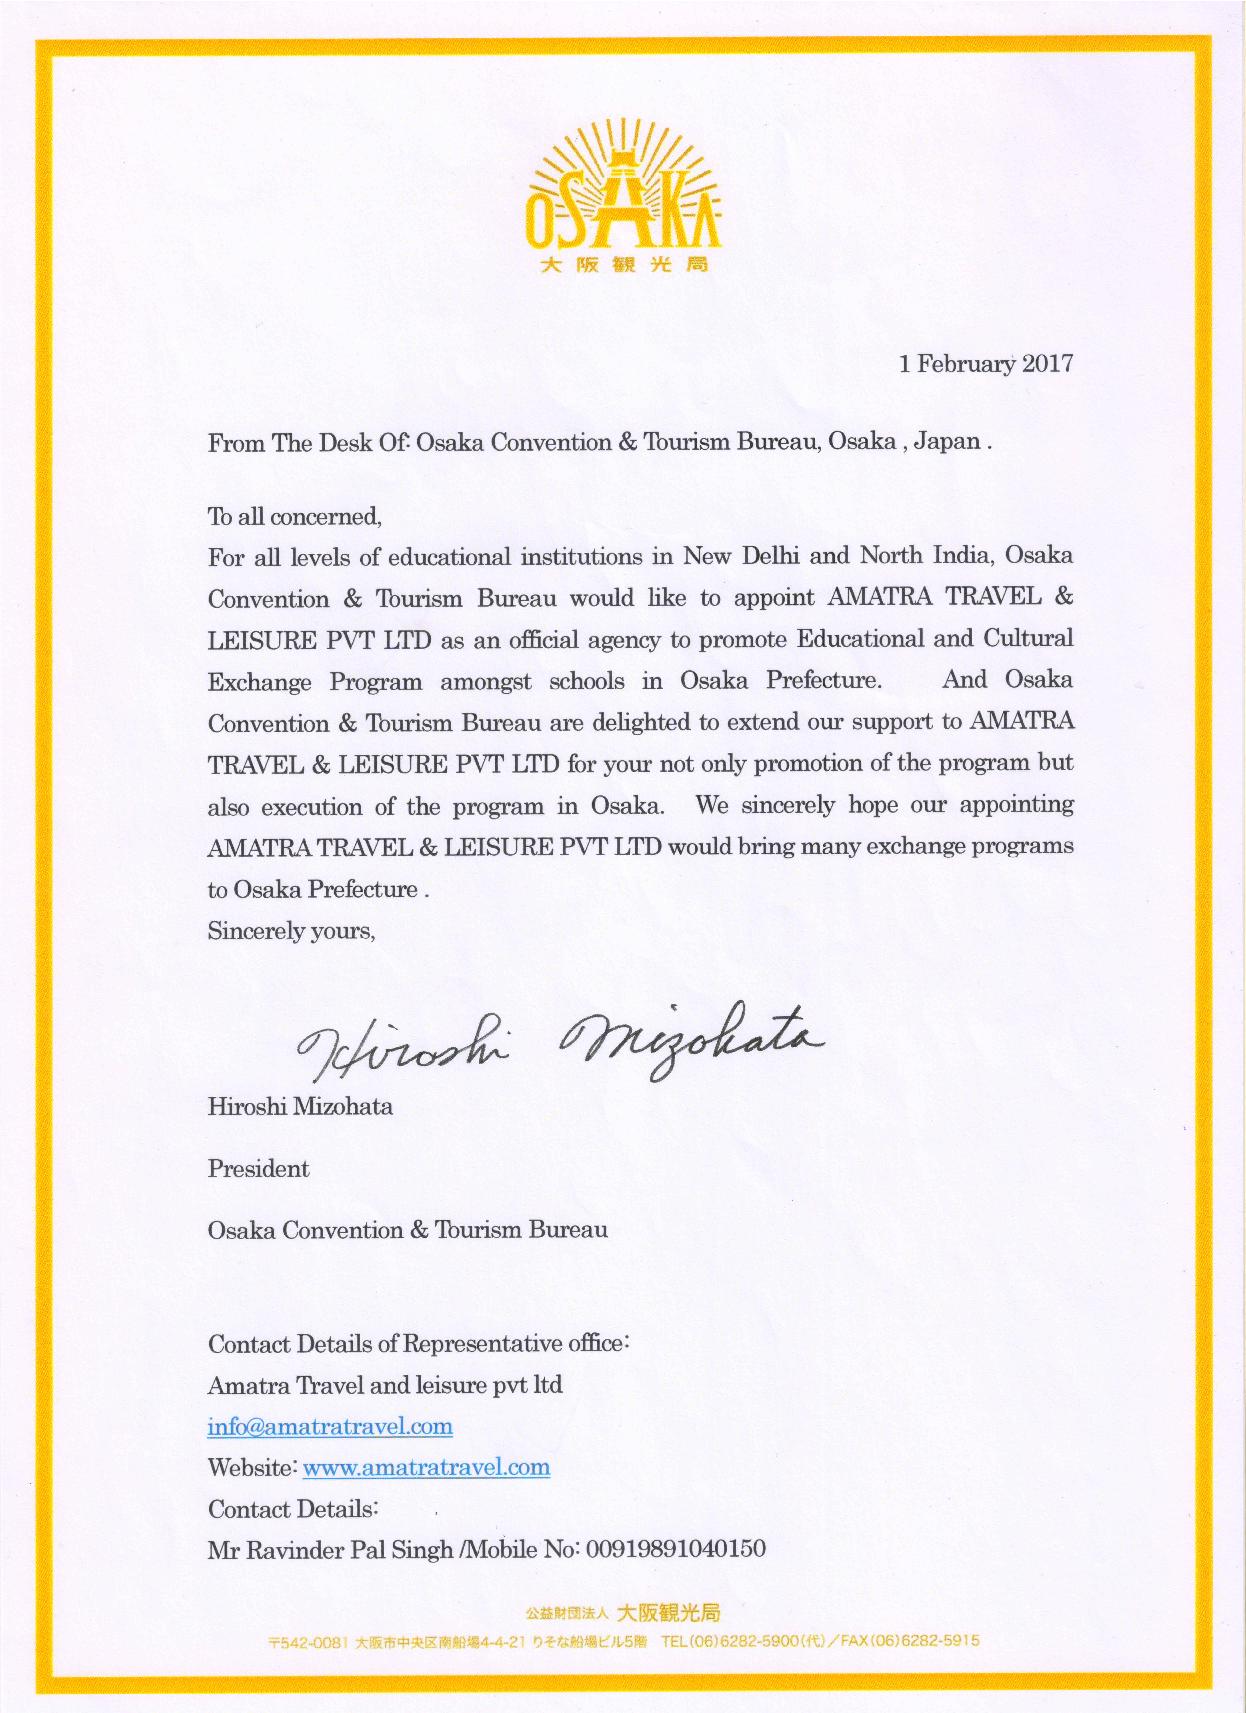 OSAKA
大阪観光局
1 February 2017
From The Desk Of: Osaka Convention & Tourism Bureau, Osaka , Japan .
To all concerned,
For all levels of educational institutions in New Delhi and North India, Osaka
Convention & Tourism Bureau would like to appoint AMATRA TRAVEL &
LEISURE PVT LTD as an official agency to promote Educational and Cultural
Exchange Program amongst schools in Osaka Prefecture. And Osaka
Convention & Tourism Bureau are delighted to extend our support to AMATRA
TRAVEL & LEISURE PVT LTD for your not only promotion of the program but
also execution of the program in Osaka. We sincerely hope our appointing
AMATRA TRAVEL & LEISURE PVT LTD would bring many exchange programs
to Osaka Prefecture .
Sincerely yours,
Hiroshi Mizohata
Hiroshi Mizohata
President
Osaka Convention & Tourism Bureau
Contact Details of Representative office:
Amatra Travel and leisure pvt ltd
info@amatratravel.com
Website: www.amatratravel.com
Contact Details:
Mr Ravinder Pal Singh /Mobile No: 00919891040150
公益財団法人 大阪観光局
〒542-0081 大阪市中央区南船場4-4-21 りそな船場ビル5階 TEL(06)6282-5900(代)／FAX(06)6282-5915